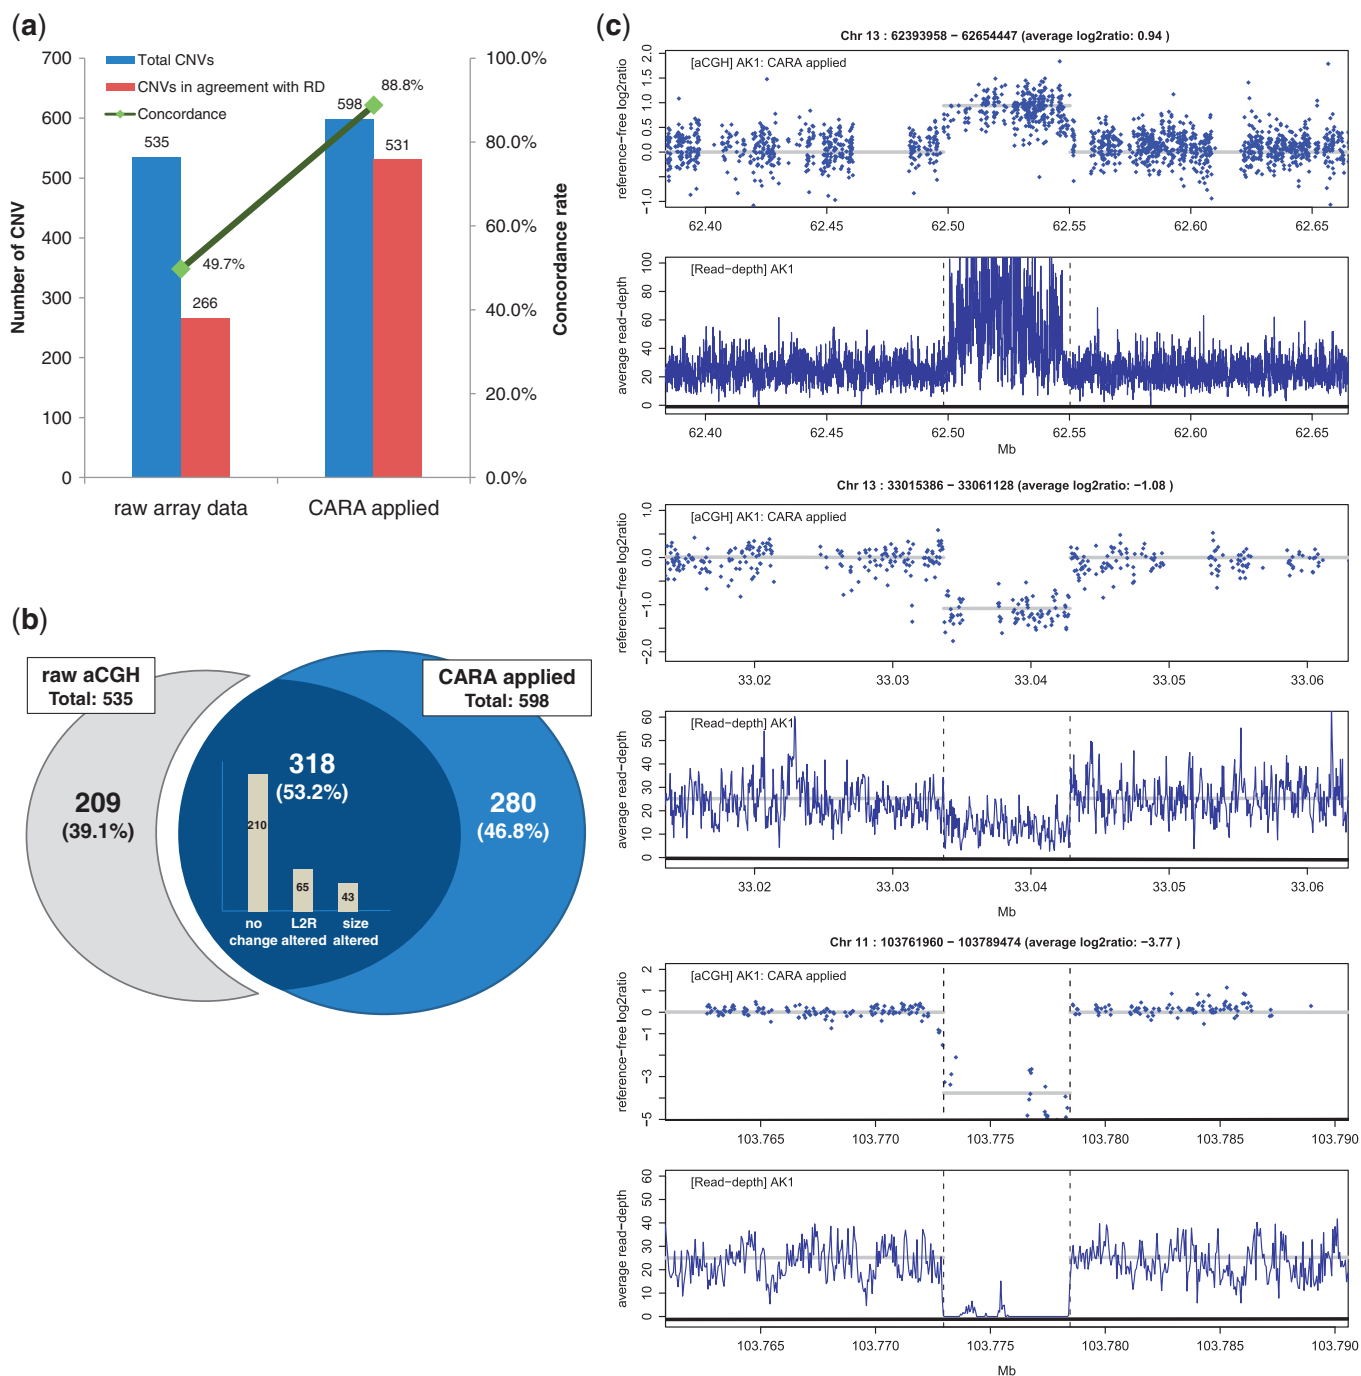 (a)
Total CNVs
CNVs in agreement with RD
Concordance
700
600
500
400
300
200
100
0
Number of CNV
100.0%
80.0%
60.0%
40.0%
20.0%
0.0%
Concordance rate
535
266
49.7%
598
531
88.8%
raw array data
CARA applied
(b)
raw aCGH
Total: 535
CARA applied
Total: 598
209
(39.1%)
318
(53.2%)
280
(46.8%)
210
65
43
no change
L2R altered
size altered
(c)
Chr 13 : 62393958 − 62654447 (average log2ratio: 0.94 )
[aCGH] AK1: CARA applied
reference−free log2ratio
2.0
1.5
1.0
0.5
0.0
−1.0
62.40 62.45 62.50 62.55 62.60 62.65
[Read−depth] AK1
average read−depth
100
80
60
40
20
0
62.40 62.45 62.50 62.55 62.60 62.65
Mb
Chr 13 : 33015386 − 33061128 (average log2ratio: −1.08 )
[aCGH] AK1: CARA applied
reference−free log2ratio
1.0
0.0
−1.0
−2.0
33.02 33.03 33.04 33.05 33.06
[Read−depth] AK1
average read−depth
60
50
40
30
20
10
0
33.02 33.03 33.04 33.05 33.06
Mb
Chr 11 : 103761960 − 103789474 (average log2ratio: −3.77 )
[aCGH] AK1: CARA applied
reference−free log2ratio
2
1
−1
−3
−5
103.765 103.770 103.775 103.780 103.785 103.790
[Read−depth] AK1
average read−depth
60
50
40
30
20
10
0
103.765 103.770 103.775 103.780 103.785 103.790
Mb